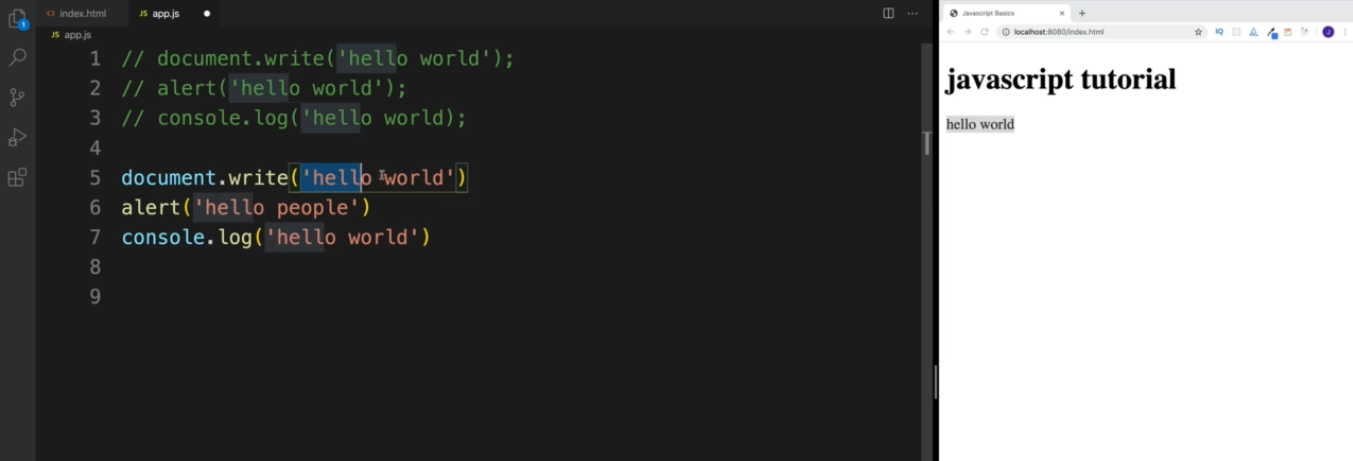 index.html
JS app.js
JS app.js
1 // document.write('hello world');
2 // alert('hello world');
3 // console.log('hello world);
4
5 document.write('hello world')
6 alert('hello people')
7 console.log('hello world')
8
9
1
Javascript Basics
localhost:8080/index.html
IQ
J
javascript tutorial
hello world